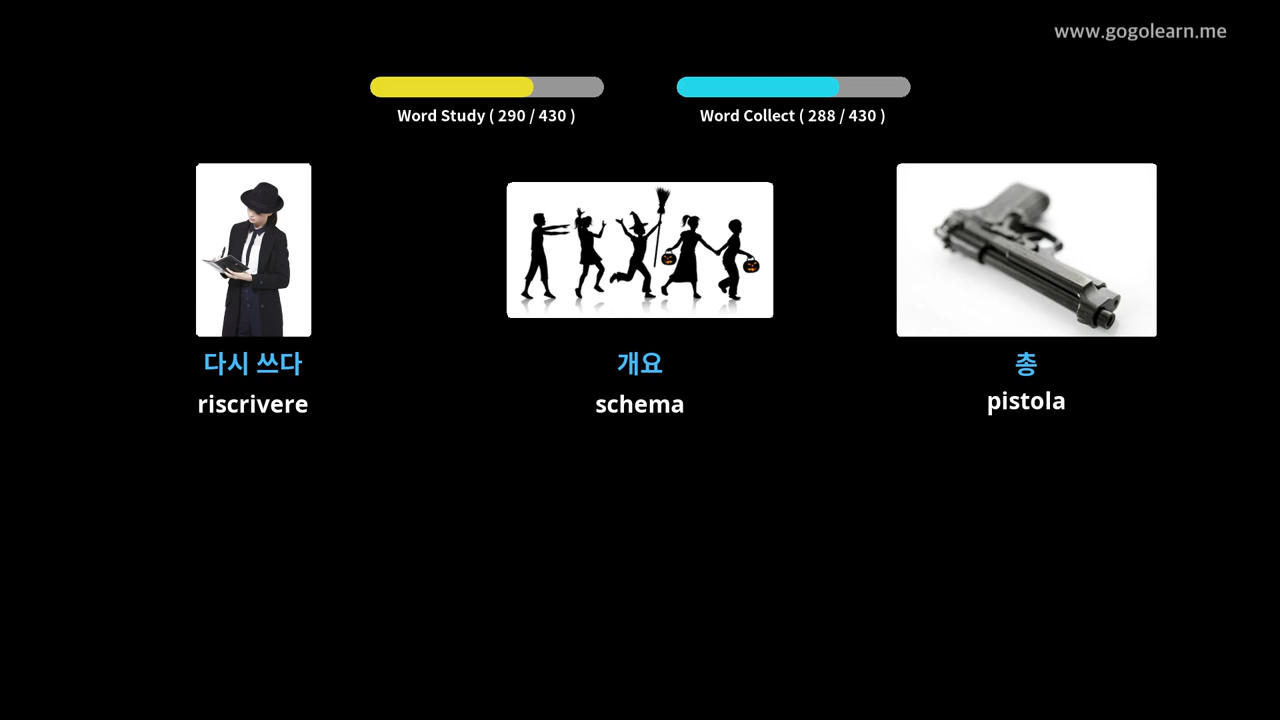 www.gogolearn.me
Word Study ( 290 / 430 )
Word Collect ( 288 / 430 )
다시 쓰다
riscrivere
개요
schema
총
pistola